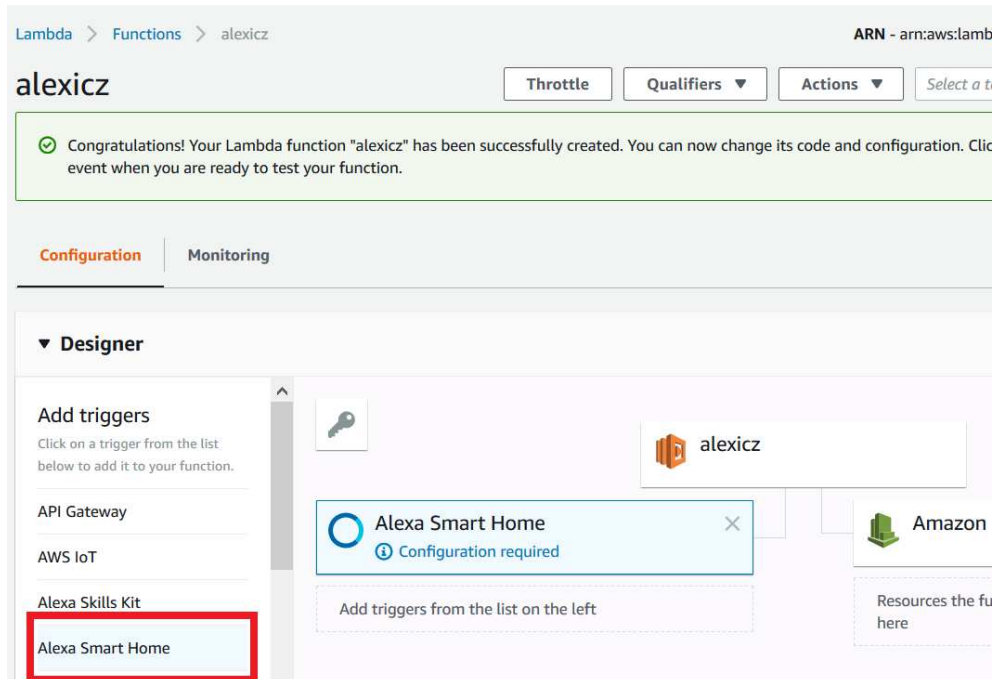 Lambda > Functions > alexicz
ARN - arn:aws:lamb
alexicz
Throttle
Qualifiers ▼
Actions ▼
Select a t
Congratulations! Your Lambda function "alexicz" has been successfully created. You can now change its code and configuration. Clic
event when you are ready to test your function.
Configuration
Monitoring
▼ Designer
Add triggers
Click on a trigger from the list
below to add it to your function.
API Gateway
AWS IoT
Alexa Skills Kit
Alexa Smart Home
alexicz
Alexa Smart Home
Configuration required
Add triggers from the list on the left
Amazon
Resources the fu
here